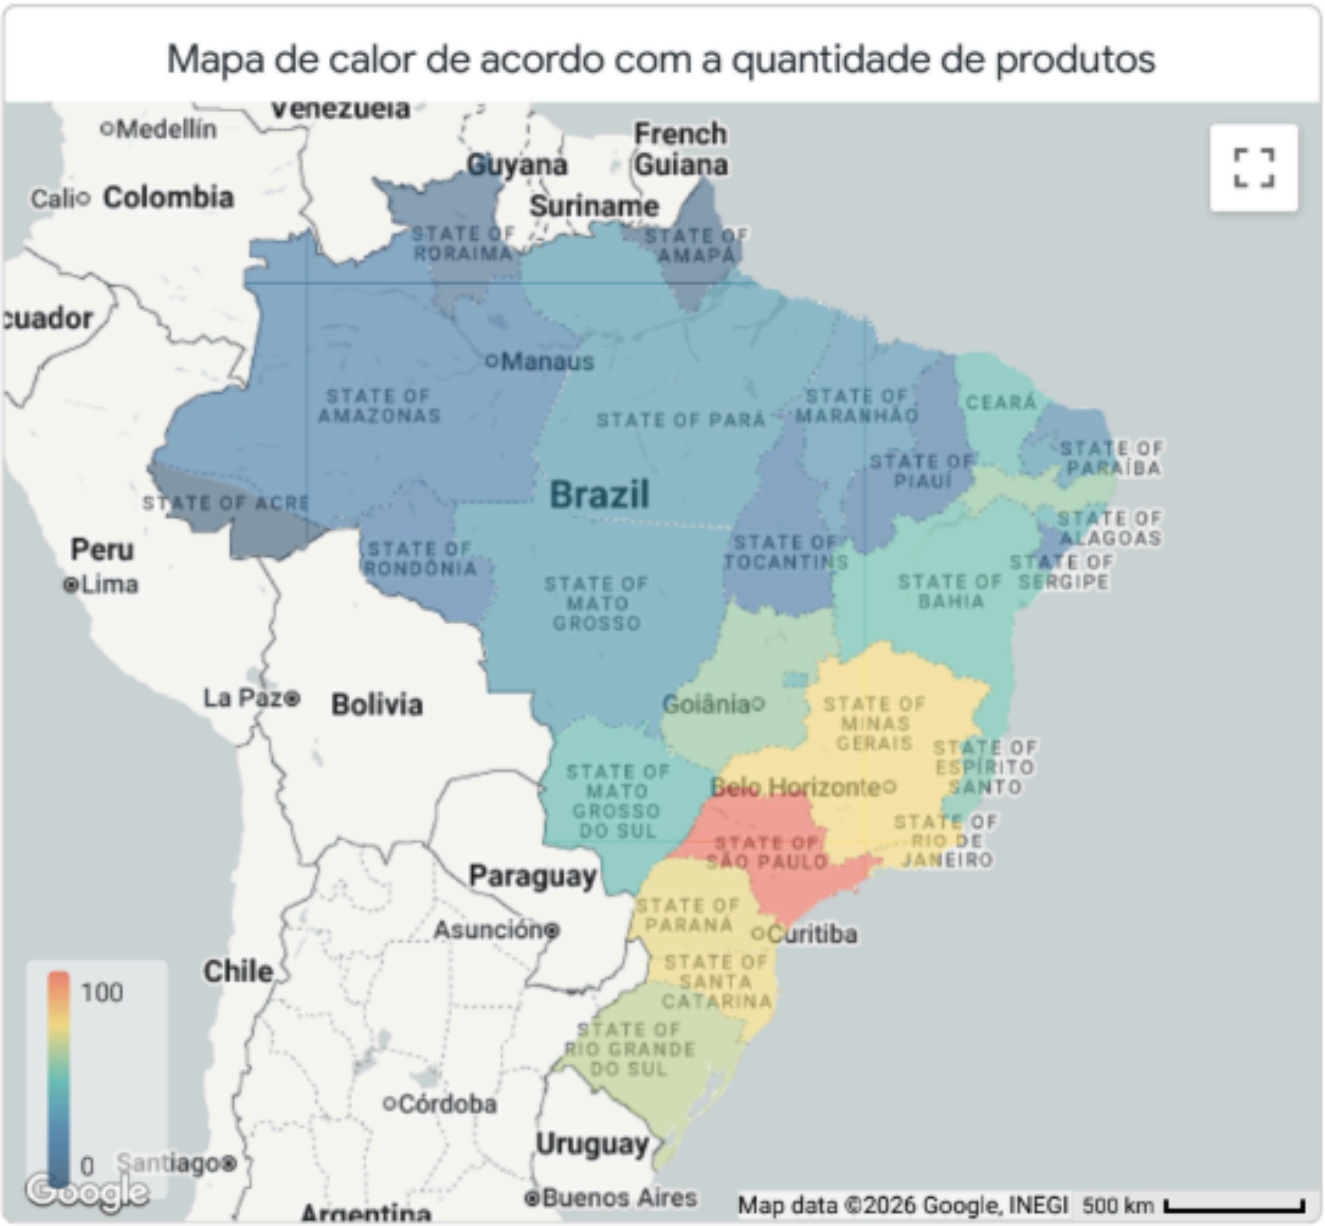 Mapa de calor de acordo com a quantidade de produtos
Venezuela
Medellín
French
Guiana
Guyana
Cali
Colombia
Suriname
STATE OF
RORAIMA
STATE OF
AMAPÁ
cuador
Manaus
STATE OF
AMAZONAS
STATE OF PARÁ
STATE OF
MARANHÃO
CEARÁ
STATE OF
PARAÍBA
STATE OF
PIAUÍ
Brazil
STATE OF ACRE
STATE OF
ALAGOAS
Peru
Lima
STATE OF
RONDÔNIA
STATE OF
TOCANTINS
STATE OF
SERGIPE
STATE OF
MATO
GROSSO
STATE OF
BAHIA
La Paz
Bolivia
Goiânia
STATE OF
MINAS
GERAIS
STATE OF
ESPÍRITO
SANTO
STATE OF
MATO
GROSSO
DO SUL
Belo Horizonte
STATE OF
RIO DE
JANEIRO
STATE OF
SÃO PAULO
Paraguay
STATE OF
PARANÁ
Asunción
Curitiba
Chile
STATE OF
SANTA
CATARINA
100
STATE OF
RIO GRANDE
DO SUL
Córdoba
Uruguay
0
Santiago
Google
Buenos Aires
Argentina
Map data ©2026 Google, INEGI 500 km